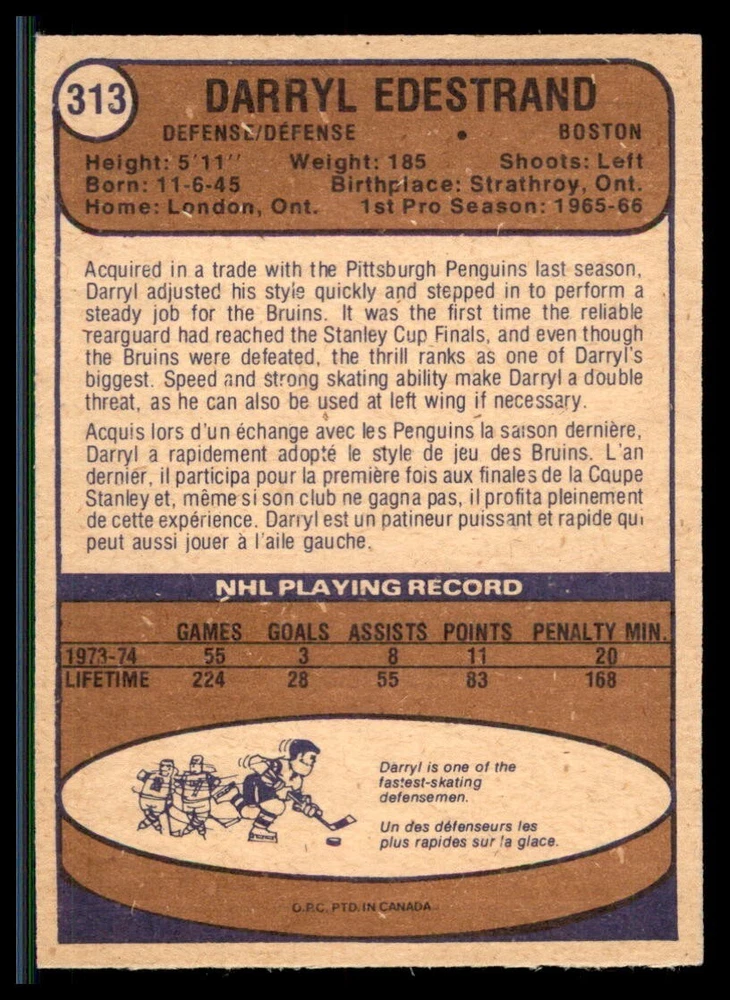 313
DARRYL EDESTRAND
DEFENSE/DÉFENSE • BOSTON
Height: 5'11'' Weight: 185 Shoots: Left
Born: 11-6-45 Birthplace: Strathroy, Ont.
Home: London, Ont. 1st Pro Season: 1965-66
Acquired in a trade with the Pittsburgh Penguins last season,
Darryl adjusted his style quickly and stepped in to perform a
steady job for the Bruins. It was the first time the reliable
rearguard had reached the Stanley Cup Finals, and even though
the Bruins were defeated, the thrill ranks as one of Darryl's
biggest. Speed and strong skating ability make Darryl a double
threat, as he can also be used at left wing if necessary.
Acquis lors d'un échange avec les Penguins la saison dernière,
Darryl a rapidement adopté le style de jeu des Bruins. L'an
dernier, il participa pour la première fois aux finales de la Coupe
Stanley et, même si son club ne gagna pas, il profita pleinement
de cette expérience. Darryl est un patineur puissant et rapide qui
peut aussi jouer à l'aile gauche.
NHL PLAYING RECORD
GAMES GOALS ASSISTS POINTS PENALTY MIN.
1973-74 55 3 8 11 20
LIFETIME 224 28 55 83 168
Darryl is one of the
fastest-skating
defensemen.
Un des défenseurs les
plus rapides sur la glace.
O.P.C. PTD. IN CANADA